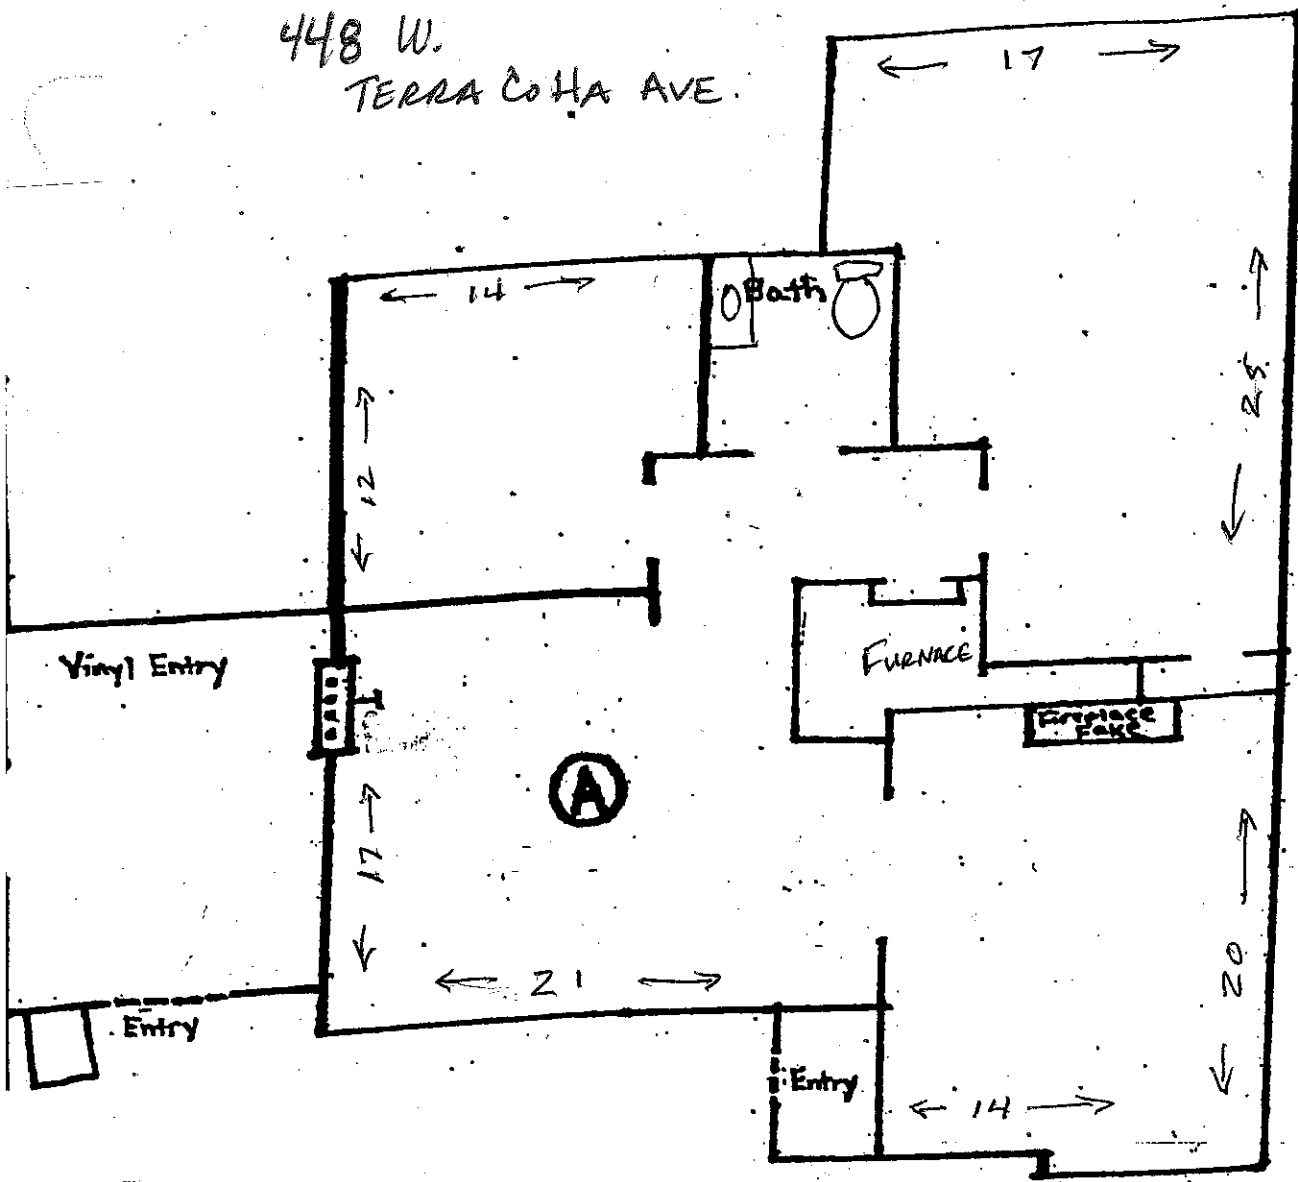 448 W.
TERRA COTTA AVE.
17
14
Bath
25
12
Vinyl Entry
FURNACE
Fireplace
Fake
A
17
20
21
Entry
Entry
14